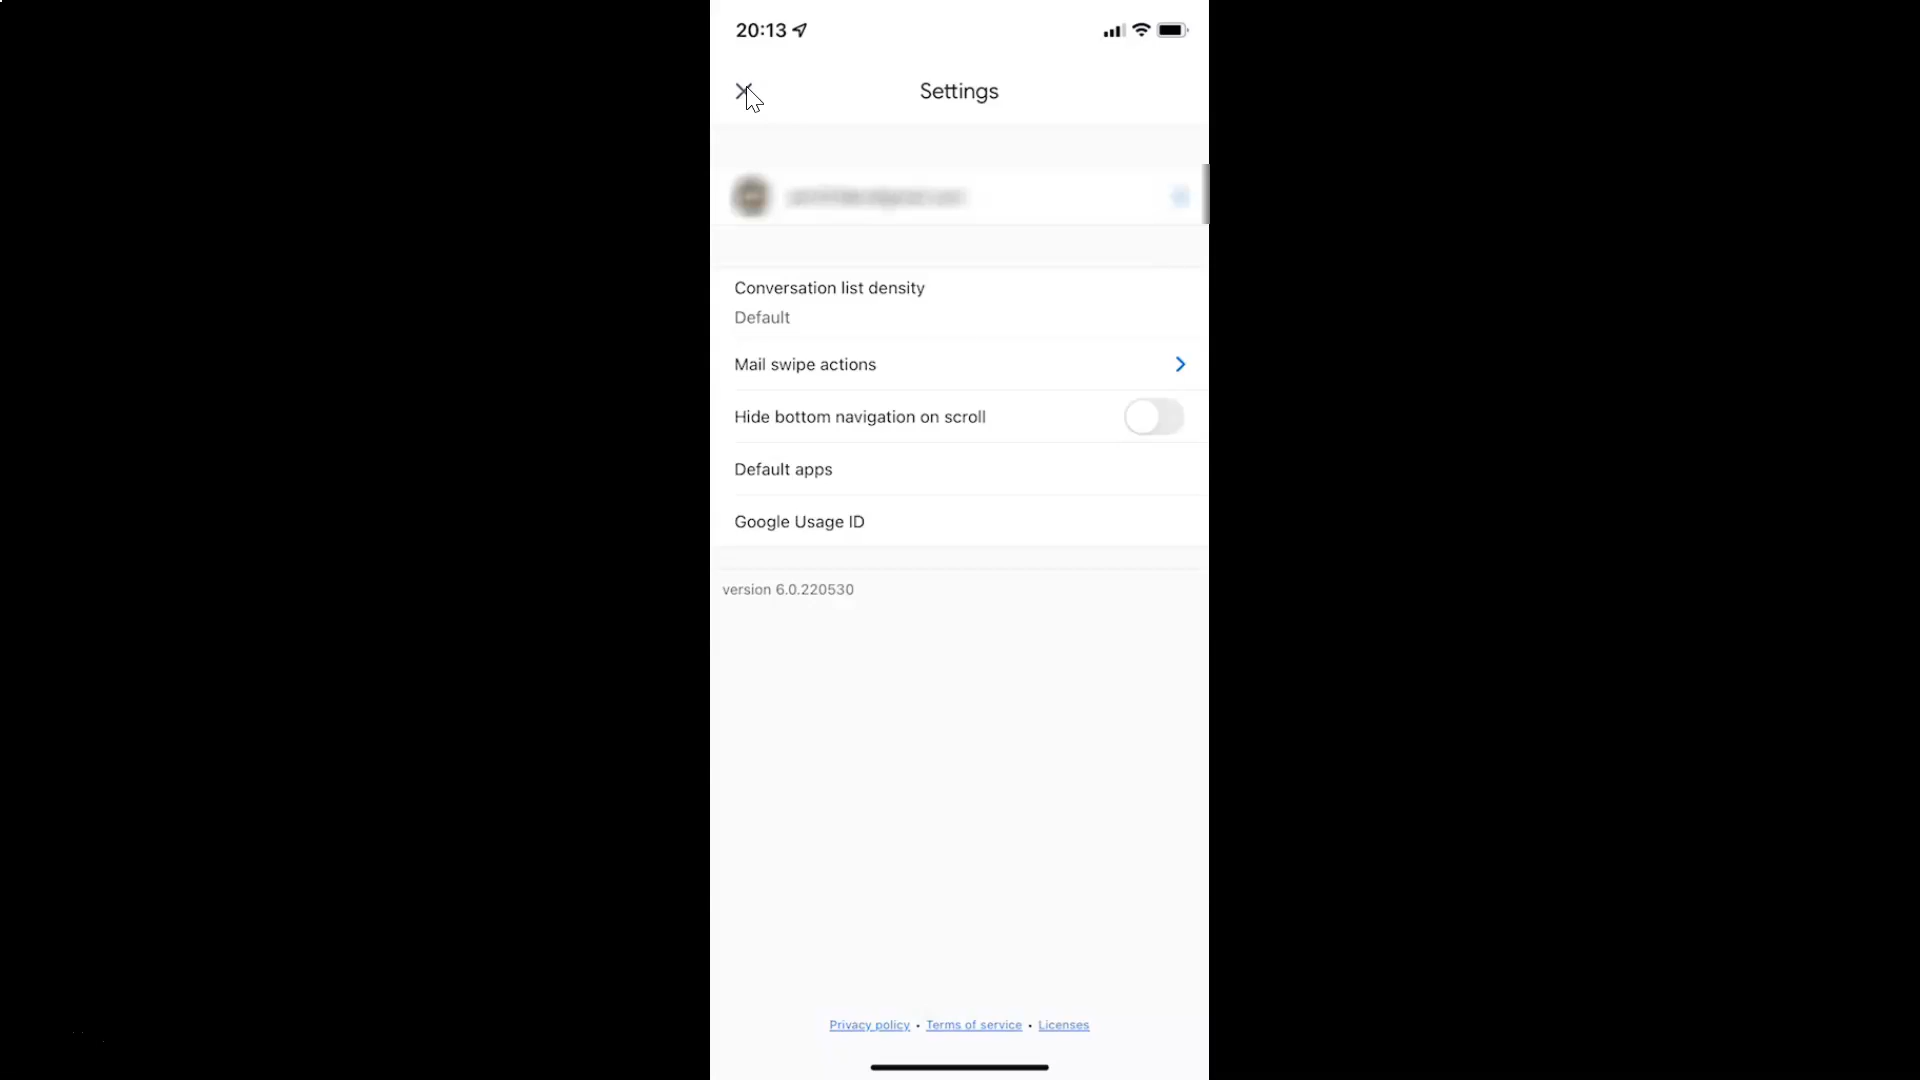 20:13
Settings
Conversation list density
Default
Mail swipe actions
Hide bottom navigation on scroll
Default apps
Google Usage ID
version 6.0.220530
Privacy policy • Terms of service • Licenses